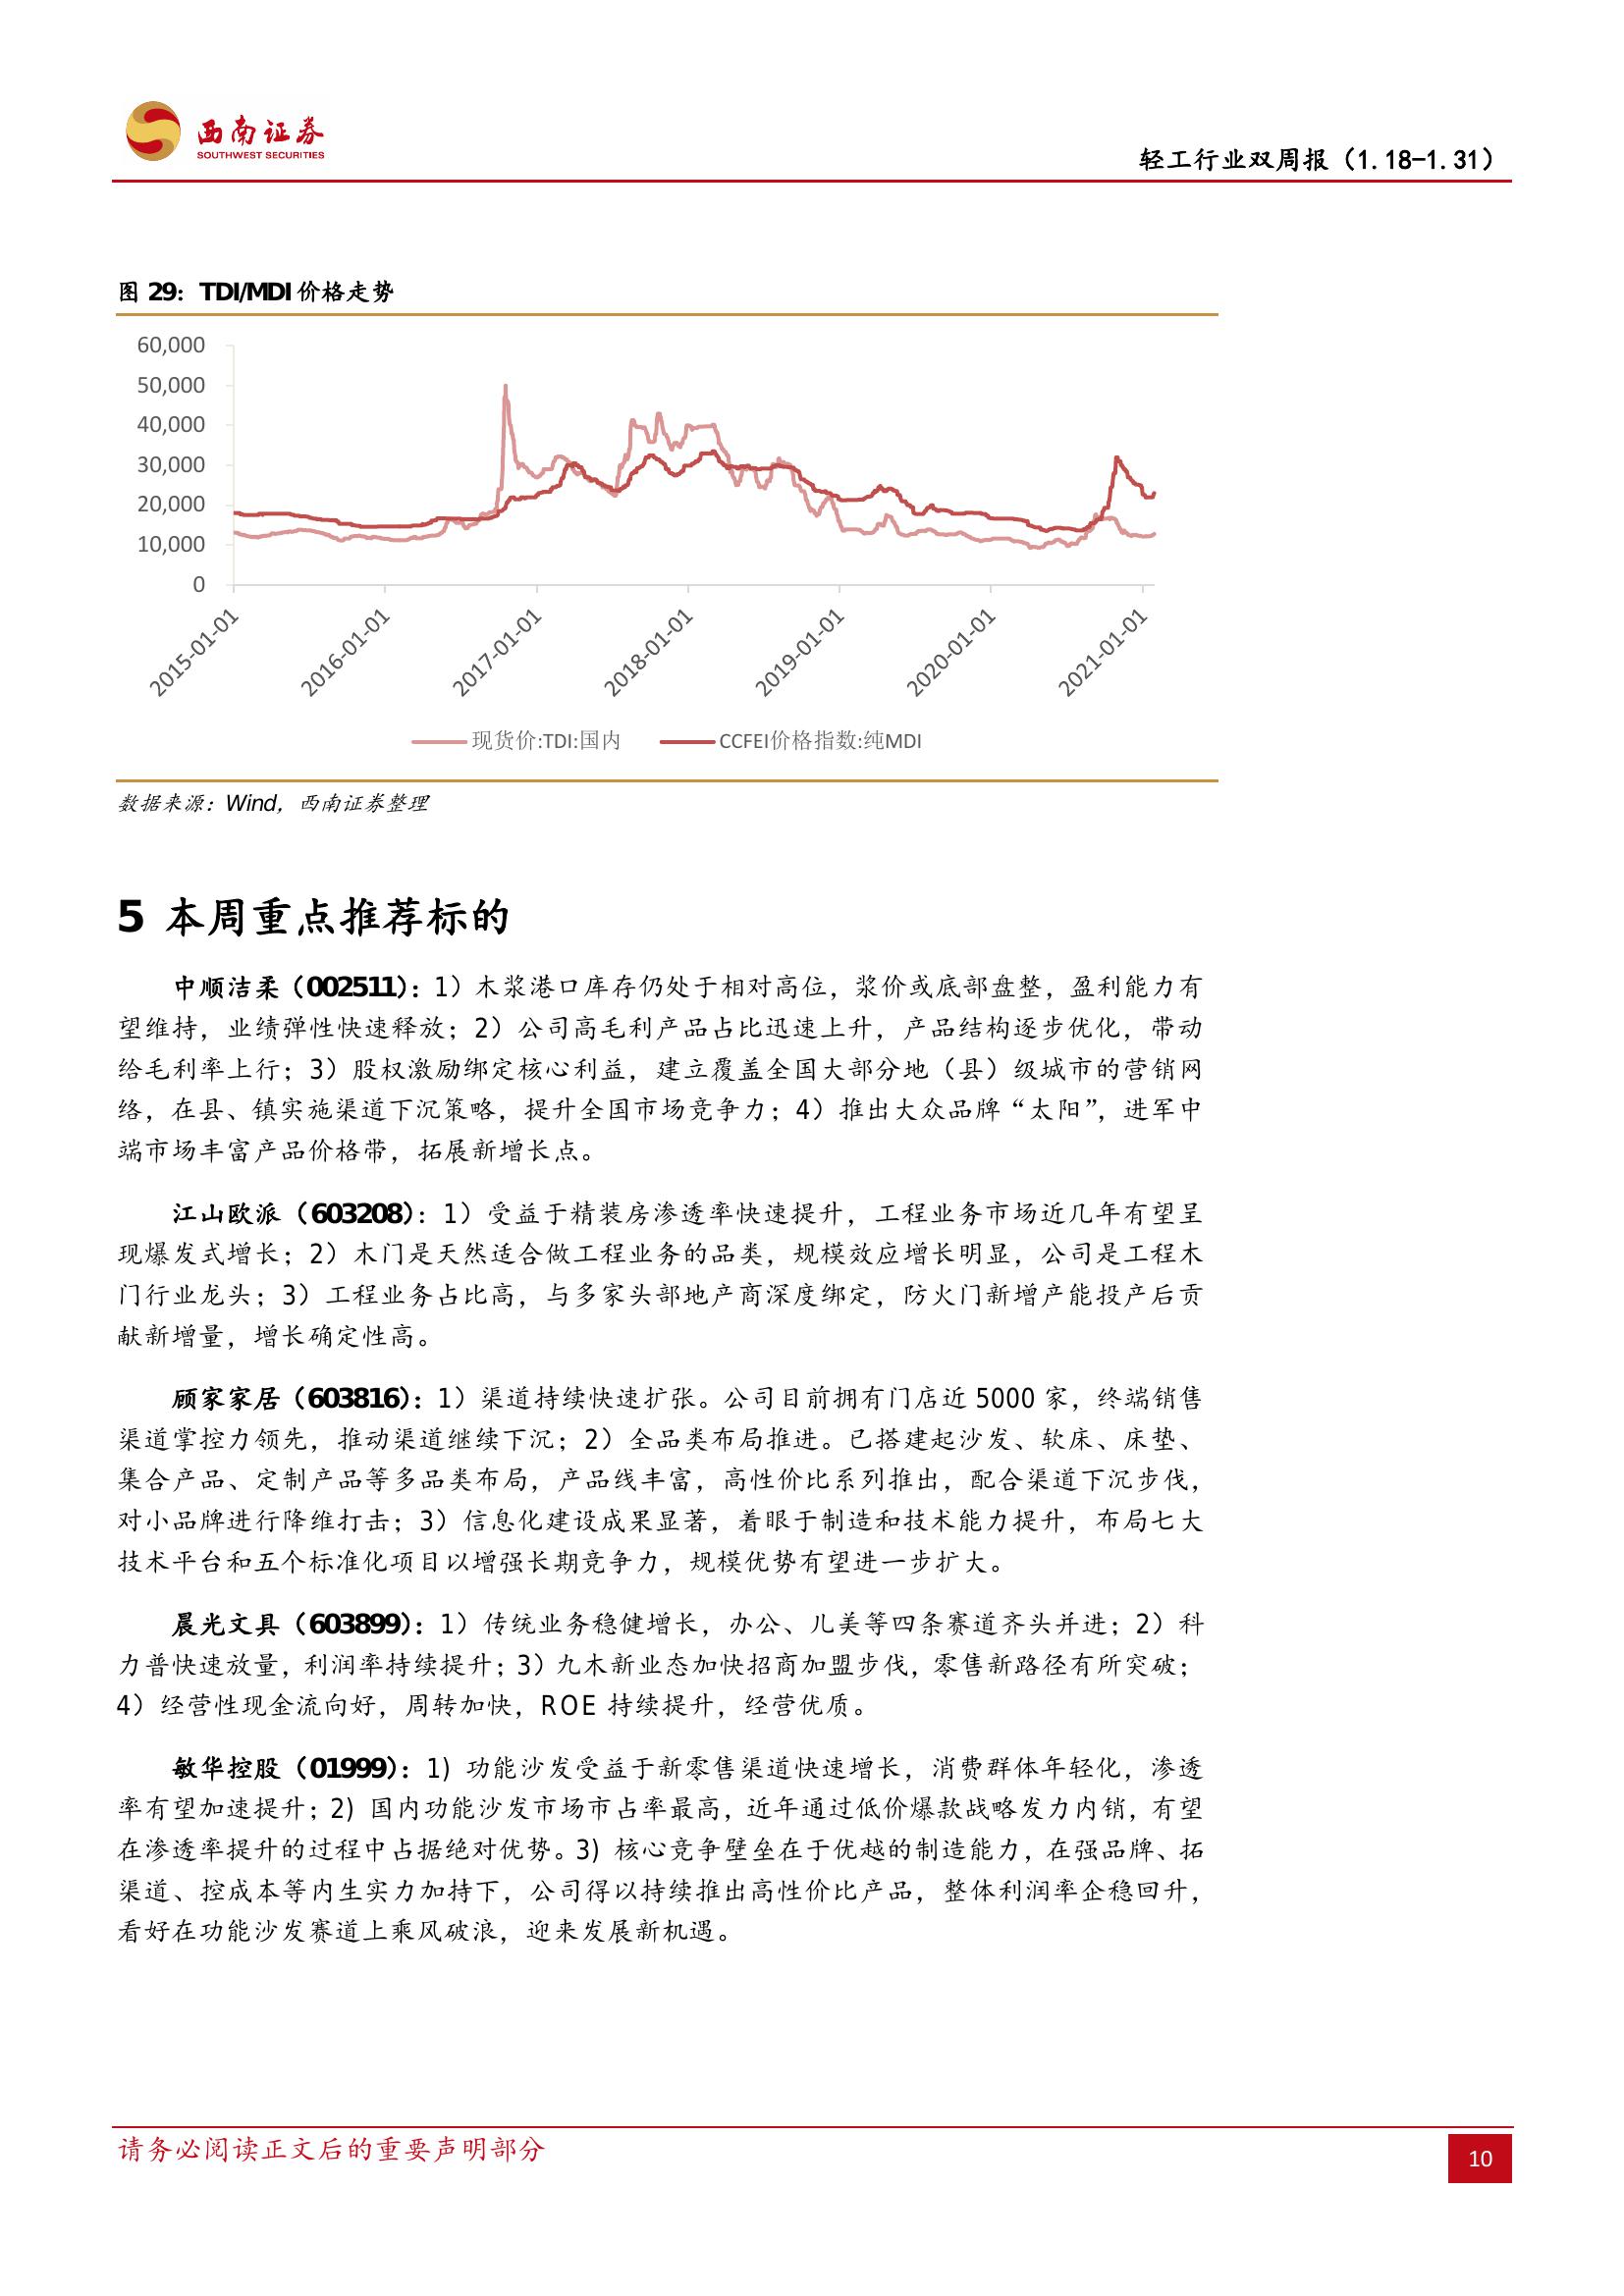 西南证券
SOUTHWEST SECURITIES
轻工行业双周报（1.18-1.31）
图 29：TDI/MDI 价格走势
60,000
50,000
40,000
30,000
20,000
10,000
0
2015-01-01
2016-01-01
2017-01-01
2018-01-01
2019-01-01
2020-01-01
2021-01-01
现货价:TDI:国内
CCFEI价格指数:纯MDI
数据来源：Wind，西南证券整理
5 本周重点推荐标的
中顺洁柔（002511）：1）木浆港口库存仍处于相对高位，浆价或底部盘整，盈利能力有
望维持，业绩弹性快速释放；2）公司高毛利产品占比迅速上升，产品结构逐步优化，带动
给毛利率上行；3）股权激励绑定核心利益，建立覆盖全国大部分地（县）级城市的营销网
络，在县、镇实施渠道下沉策略，提升全国市场竞争力；4）推出大众品牌“太阳”，进军中
端市场丰富产品价格带，拓展新增长点。
江山欧派（603208）：1）受益于精装房渗透率快速提升，工程业务市场近几年有望呈
现爆发式增长；2）木门是天然适合做工程业务的品类，规模效应增长明显，公司是工程木
门行业龙头；3）工程业务占比高，与多家头部地产商深度绑定，防火门新增产能投产后贡
献新增量，增长确定性高。
顾家家居（603816）：1）渠道持续快速扩张。公司目前拥有门店近 5000 家，终端销售
渠道掌控力领先，推动渠道继续下沉；2）全品类布局推进。已搭建起沙发、软床、床垫、
集合产品、定制产品等多品类布局，产品线丰富，高性价比系列推出，配合渠道下沉步伐，
对小品牌进行降维打击；3）信息化建设成果显著，着眼于制造和技术能力提升，布局七大
技术平台和五个标准化项目以增强长期竞争力，规模优势有望进一步扩大。
晨光文具（603899）：1）传统业务稳健增长，办公、儿美等四条赛道齐头并进；2）科
力普快速放量，利润率持续提升；3）九木新业态加快招商加盟步伐，零售新路径有所突破；
4）经营性现金流向好，周转加快，ROE 持续提升，经营优质。
敏华控股（01999）：1) 功能沙发受益于新零售渠道快速增长，消费群体年轻化，渗透
率有望加速提升；2) 国内功能沙发市场市占率最高，近年通过低价爆款战略发力内销，有望
在渗透率提升的过程中占据绝对优势。3) 核心竞争壁垒在于优越的制造能力，在强品牌、拓
渠道、控成本等内生实力加持下，公司得以持续推出高性价比产品，整体利润率企稳回升，
看好在功能沙发赛道上乘风破浪，迎来发展新机遇。
请务必阅读正文后的重要声明部分
10